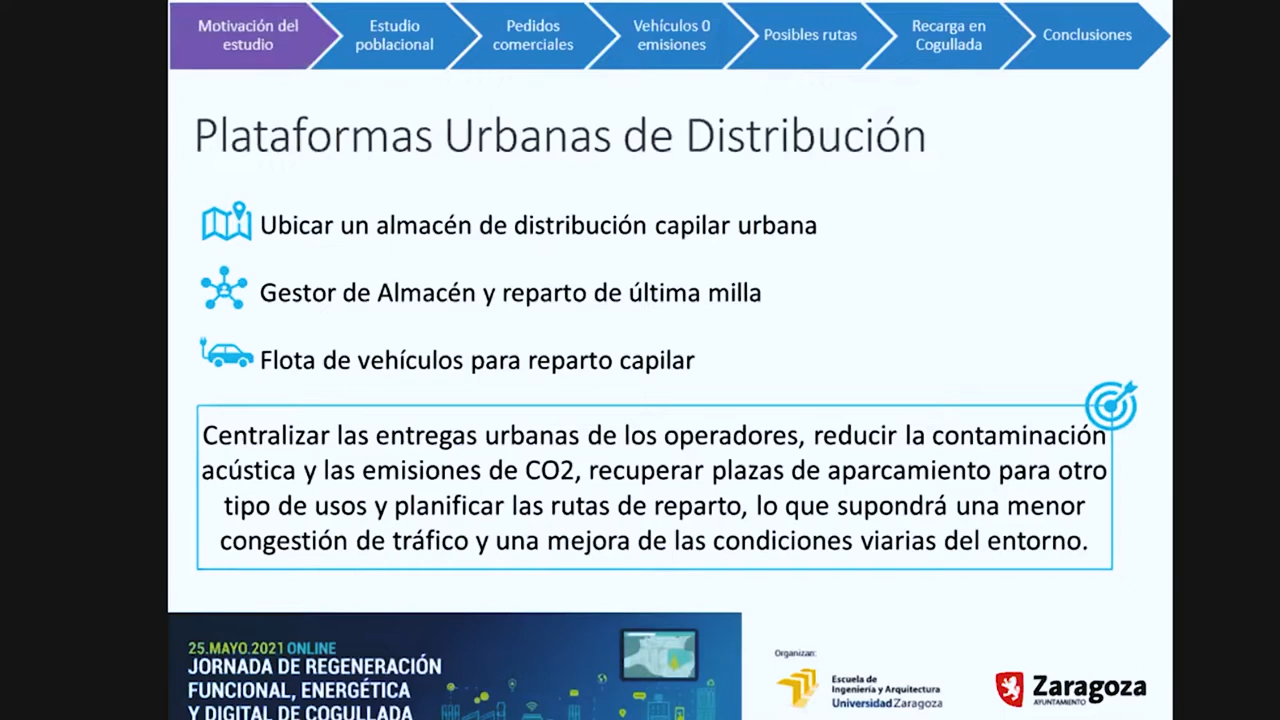 Motivación del
estudio
Estudio
poblacional
Pedidos
comerciales
Vehículos 0
emisiones
Posibles rutas
Recarga en
Cogullada
Conclusiones
Plataformas Urbanas de Distribución
Ubicar un almacén de distribución capilar urbana
Gestor de Almacén y reparto de última milla
Flota de vehículos para reparto capilar
Centralizar las entregas urbanas de los operadores, reducir la contaminación
acústica y las emisiones de CO2, recuperar plazas de aparcamiento para otro
tipo de usos y planificar las rutas de reparto, lo que supondrá una menor
congestión de tráfico y una mejora de las condiciones viarias del entorno.
25.MAYO.2021 ONLINE
JORNADA DE REGENERACIÓN
FUNCIONAL, ENERGÉTICA
Y DIGITAL DE COGULLADA
Organizan:
Escuela de
Ingeniería y Arquitectura
Universidad Zaragoza
Zaragoza
AYUNTAMIENTO